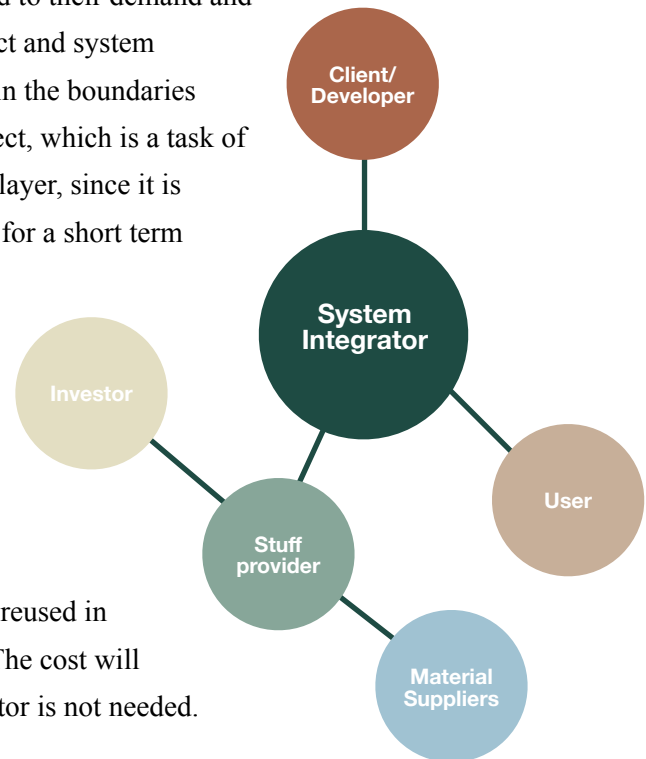 d to their demand and
ct and system
in the boundaries
ect, which is a task of
layer, since it is
for a short term
Client/
Developer
System
Integrator
Investor
User
Stuff
provider
Material
Suppliers
reused in
The cost will
tor is not needed.